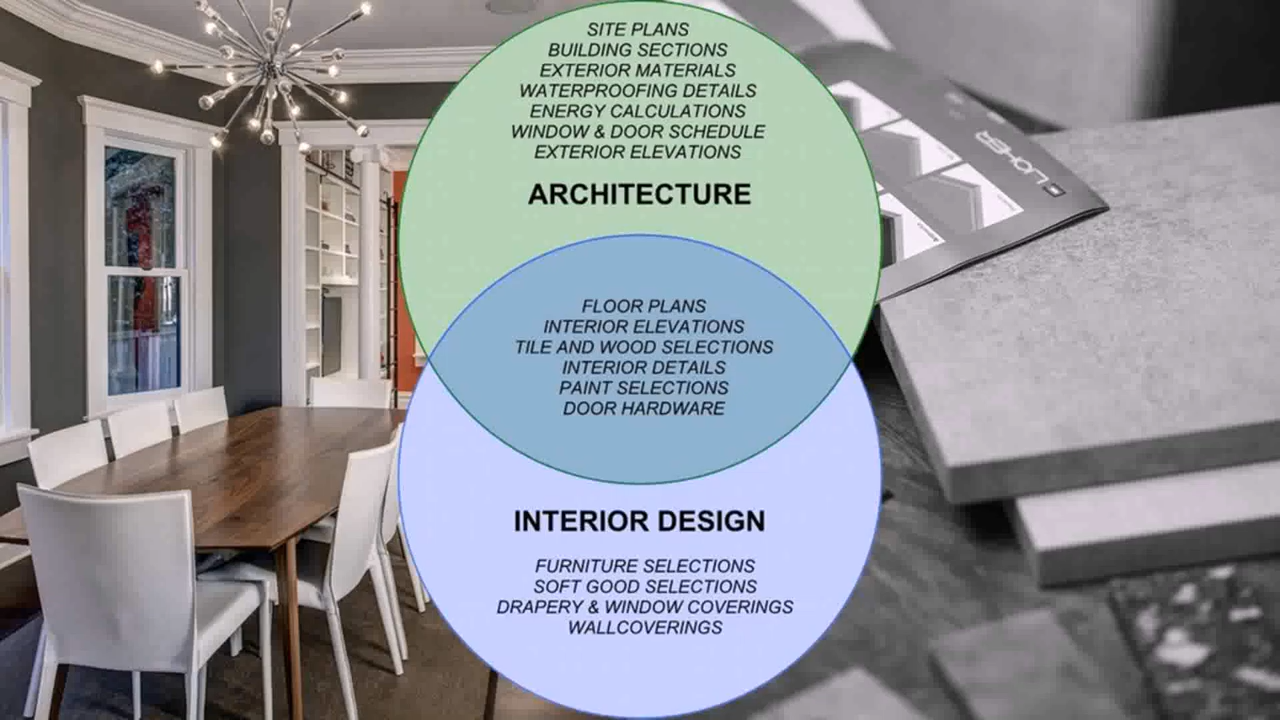 SITE PLANS
BUILDING SECTIONS
EXTERIOR MATERIALS
WATERPROOFING DETAILS
ENERGY CALCULATIONS
WINDOW & DOOR SCHEDULE
EXTERIOR ELEVATIONS
ARCHITECTURE
FLOOR PLANS
INTERIOR ELEVATIONS
TILE AND WOOD SELECTIONS
INTERIOR DETAILS
PAINT SELECTIONS
DOOR HARDWARE
INTERIOR DESIGN
FURNITURE SELECTIONS
SOFT GOOD SELECTIONS
DRAPERY & WINDOW COVERINGS
WALLCOVERINGS